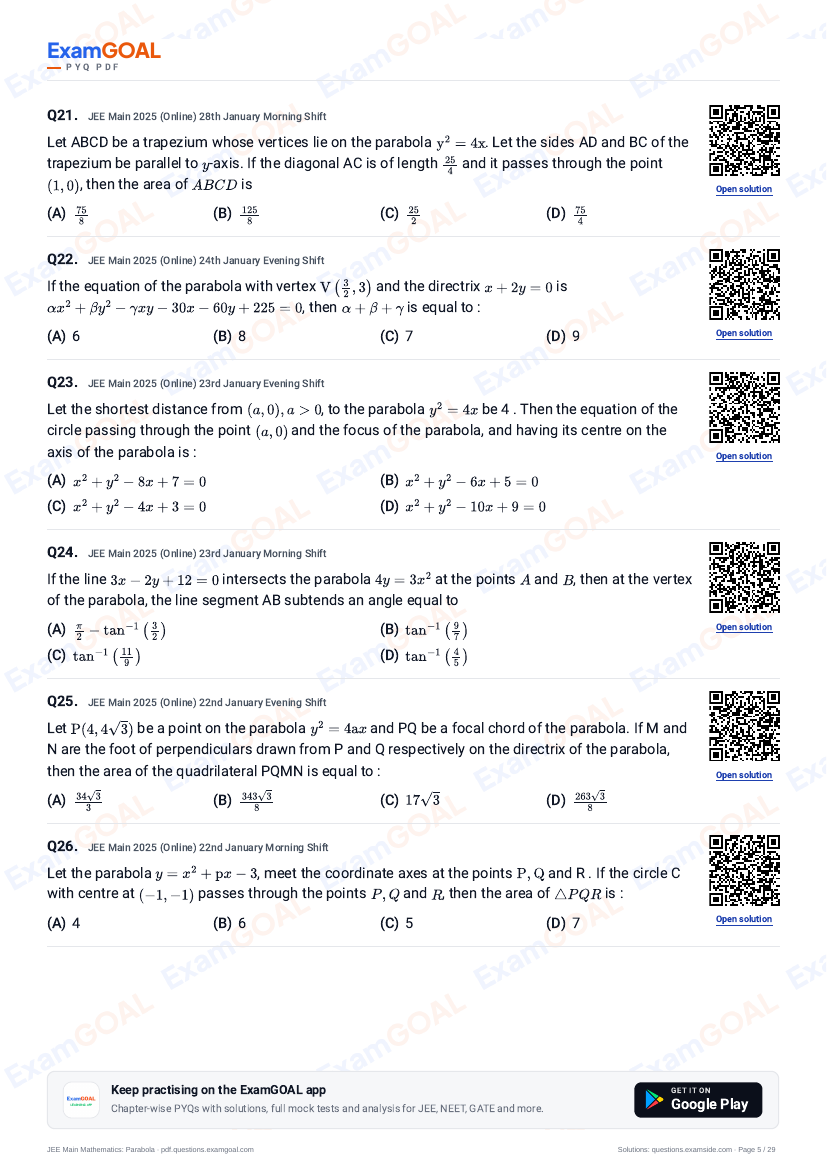 ExamGOAL
PYQ PDF
Q21. JEE Main 2025 (Online) 28th January Morning Shift
Let ABCD be a trapezium whose vertices lie on the parabola y² = 4x. Let the sides AD and BC of the
trapezium be parallel to y-axis. If the diagonal AC is of length 25/4 and it passes through the point
(1, 0), then the area of ABCD is
(A) 75/8 (B) 125/8 (C) 25/2 (D) 75/4
Open solution
Q22. JEE Main 2025 (Online) 24th January Evening Shift
If the equation of the parabola with vertex V (3/2, 3) and the directrix x + 2y = 0 is
αx² + βy² − γxy − 30x − 60y + 225 = 0, then α + β + γ is equal to :
(A) 6 (B) 8 (C) 7 (D) 9
Open solution
Q23. JEE Main 2025 (Online) 23rd January Evening Shift
Let the shortest distance from (a, 0), a > 0, to the parabola y² = 4x be 4 . Then the equation of the
circle passing through the point (a, 0) and the focus of the parabola, and having its centre on the
axis of the parabola is :
(A) x² + y² − 8x + 7 = 0 (B) x² + y² − 6x + 5 = 0
(C) x² + y² − 4x + 3 = 0 (D) x² + y² − 10x + 9 = 0
Open solution
Q24. JEE Main 2025 (Online) 23rd January Morning Shift
If the line 3x − 2y + 12 = 0 intersects the parabola 4y = 3x² at the points A and B, then at the vertex
of the parabola, the line segment AB subtends an angle equal to
(A) π/2 − tan⁻¹ (3/2) (B) tan⁻¹ (9/7)
(C) tan⁻¹ (11/9) (D) tan⁻¹ (4/5)
Open solution
Q25. JEE Main 2025 (Online) 22nd January Evening Shift
Let P(4, 4√3) be a point on the parabola y² = 4ax and PQ be a focal chord of the parabola. If M and
N are the foot of perpendiculars drawn from P and Q respectively on the directrix of the parabola,
then the area of the quadrilateral PQMN is equal to :
(A) 34√3/3 (B) 343√3/8 (C) 17√3 (D) 263√3/8
Open solution
Q26. JEE Main 2025 (Online) 22nd January Morning Shift
Let the parabola y = x² + px − 3, meet the coordinate axes at the points P, Q and R . If the circle C
with centre at (−1, −1) passes through the points P, Q and R, then the area of △PQR is :
(A) 4 (B) 6 (C) 5 (D) 7
Open solution
Keep practising on the ExamGOAL app
Chapter-wise PYQs with solutions, full mock tests and analysis for JEE, NEET, GATE and more.
GET IT ON
Google Play
JEE Main Mathematics: Parabola · pdf.questions.examgoal.com
Solutions: questions.examside.com · Page 5 / 29